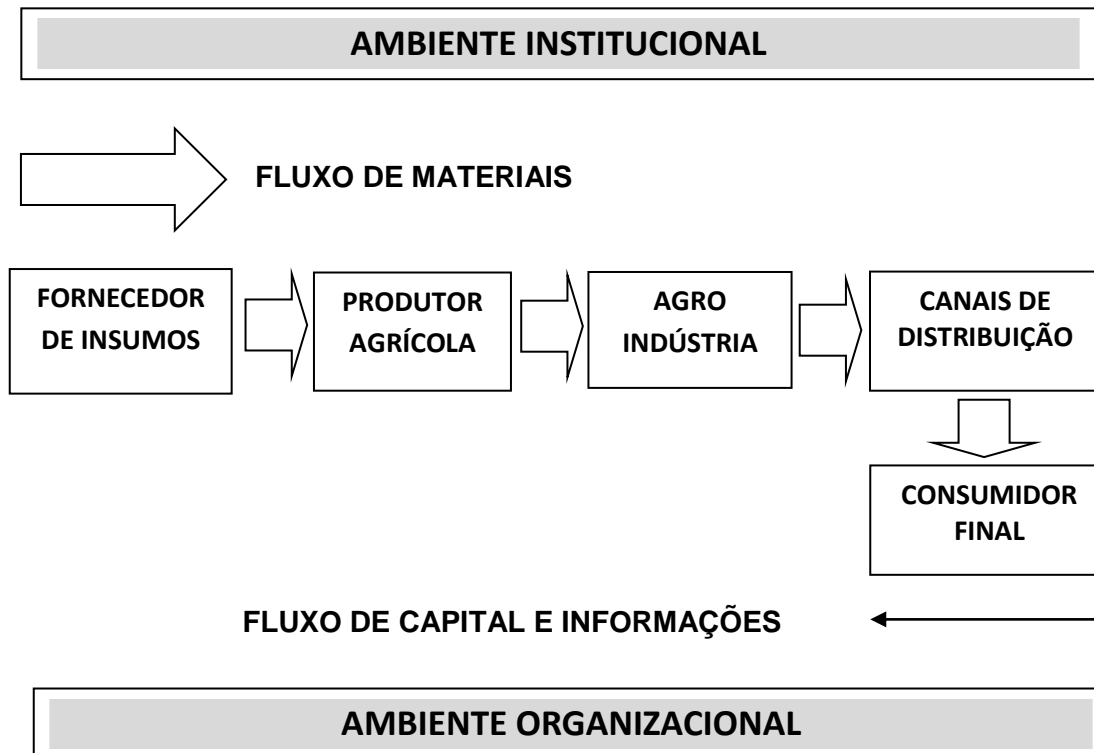 AMBIENTE INSTITUCIONAL
FLUXO DE MATERIAIS
FORNECEDOR
DE INSUMOS
PRODUTOR
AGRÍCOLA
AGRO
INDÚSTRIA
CANAIS DE
DISTRIBUIÇÃO
CONSUMIDOR
FINAL
FLUXO DE CAPITAL E INFORMAÇÕES
AMBIENTE ORGANIZACIONAL